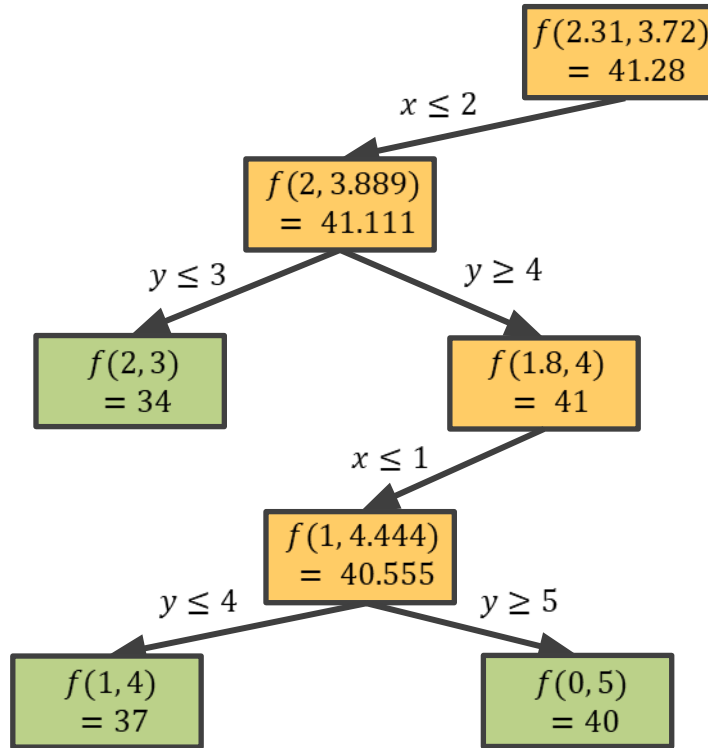 f(2.31, 3.72)
= 41.28
x ≤ 2
f(2, 3.889)
= 41.111
y ≤ 3
y ≥ 4
f(2, 3)
= 34
f(1.8, 4)
= 41
x ≤ 1
f(1, 4.444)
= 40.555
y ≤ 4
y ≥ 5
f(1, 4)
= 37
f(0, 5)
= 40